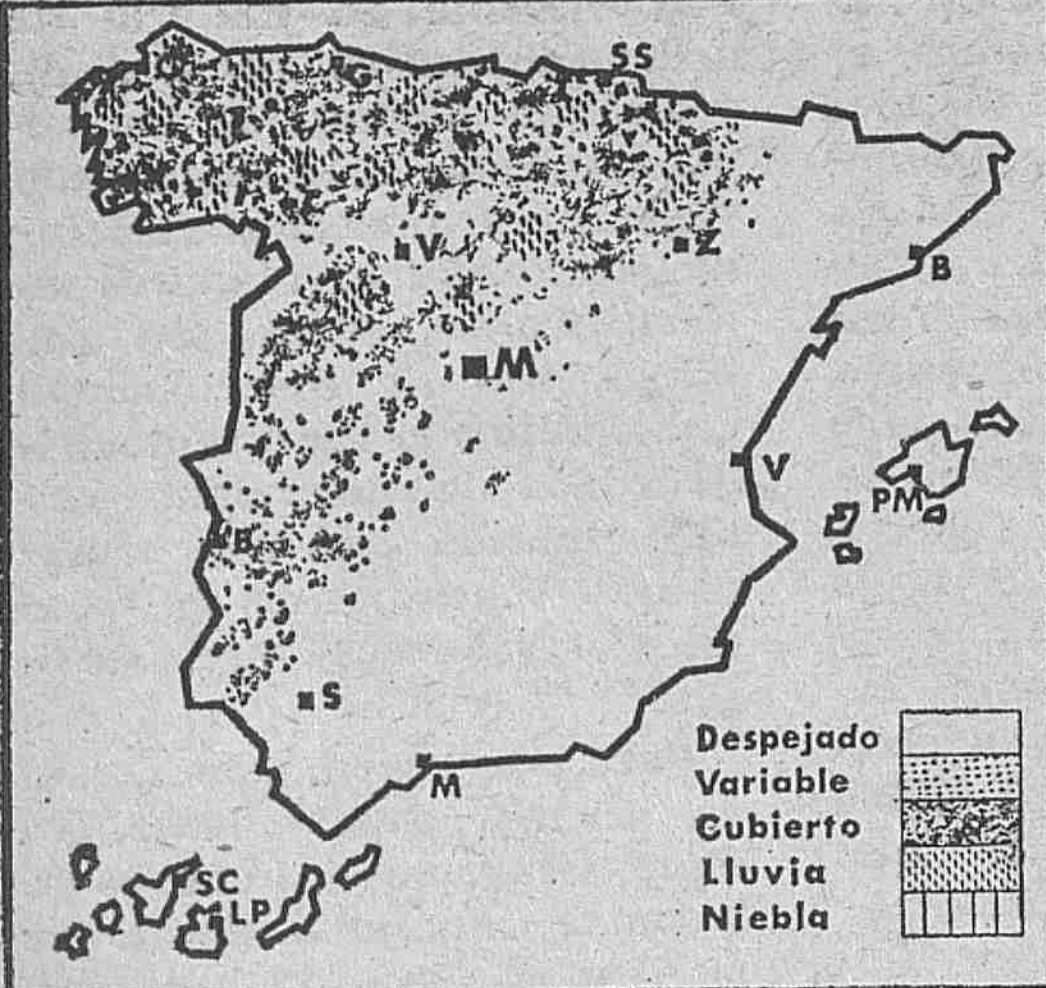 SS
G
V
Z
B
M
V
PM
B
S
M
SC
LP
Despejado
Variable
Cubierto
Lluvia
Niebla